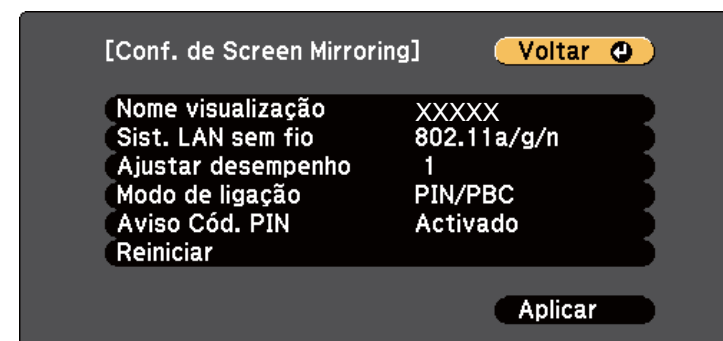 [Conf. de Screen Mirroring] Voltar
Nome visualização XXXXX
Sist. LAN sem fio 802.11a/g/n
Ajustar desempenho 1
Modo de ligação PIN/PBC
Aviso Cód. PIN Activado
Reiniciar
Aplicar